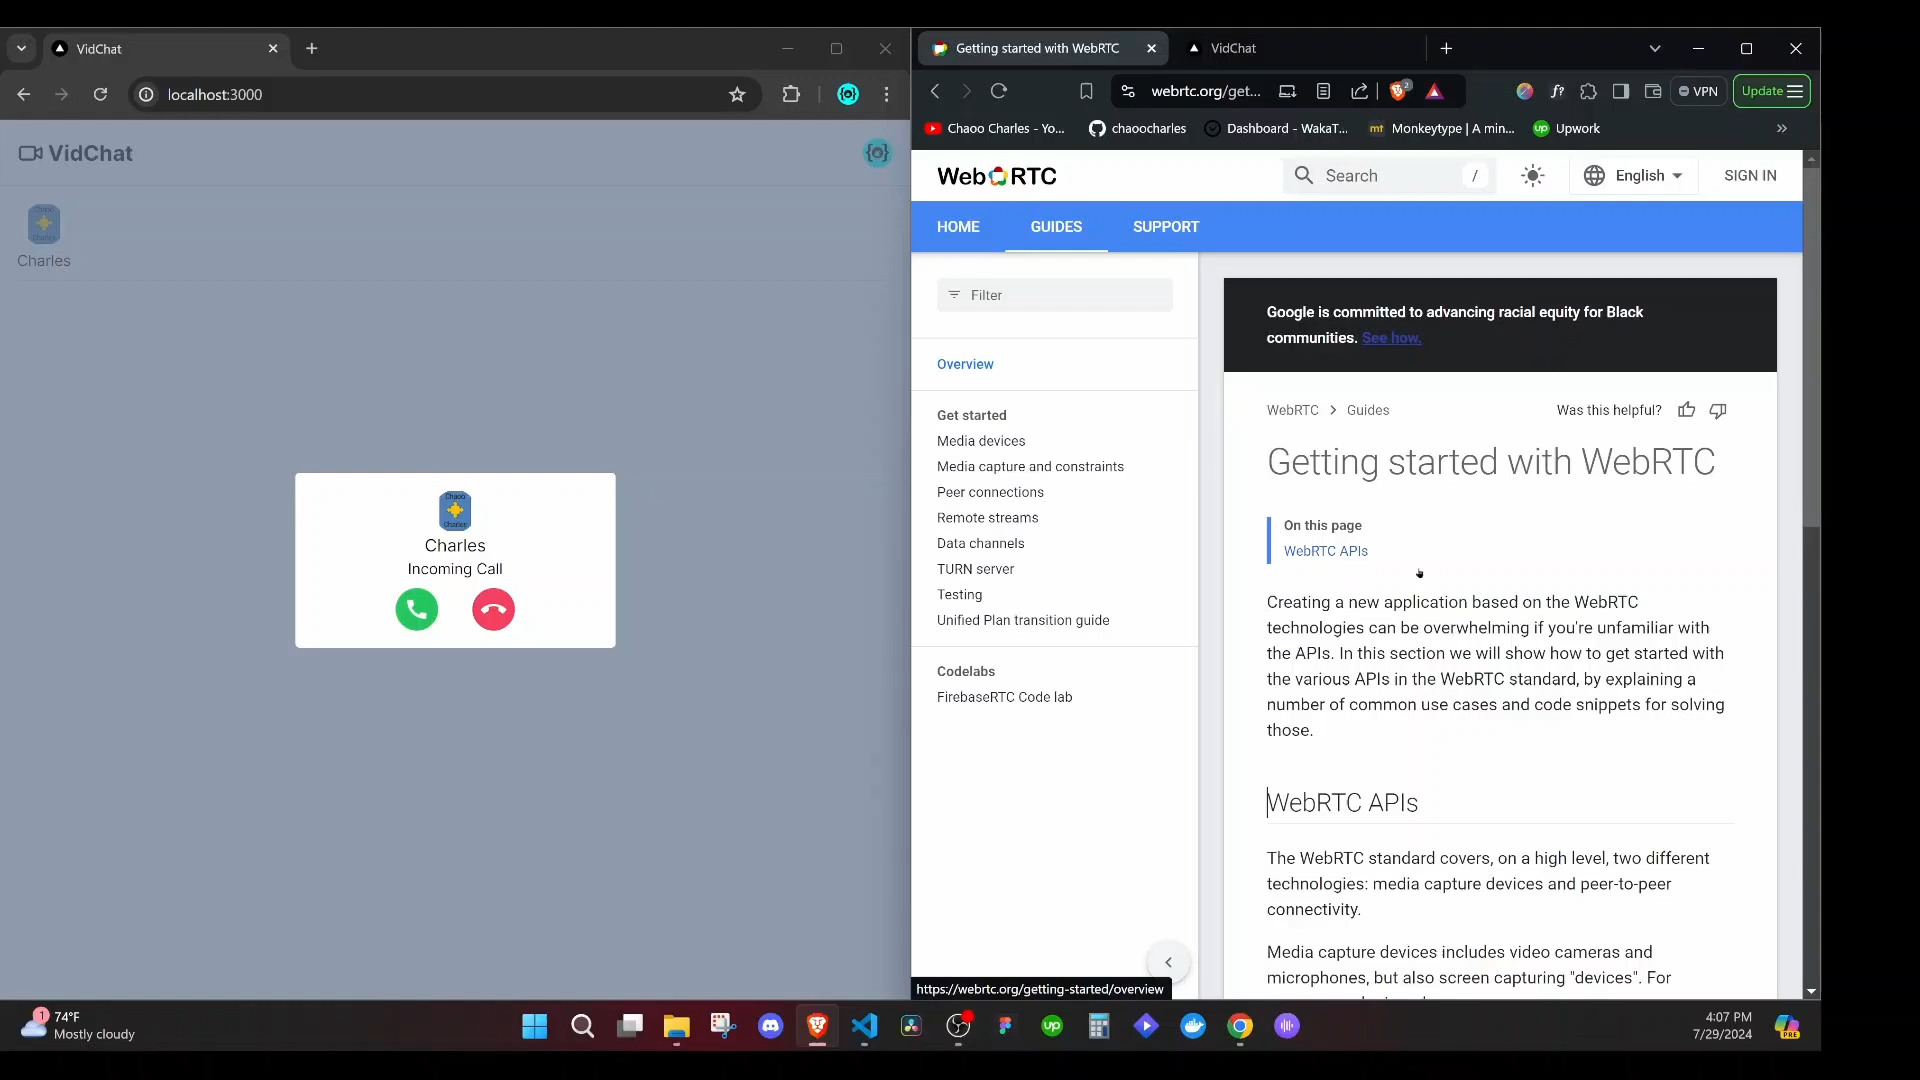 VidChat
localhost:3000
VidChat
Charles
Chaoo
Charles
Charles
Incoming Call
Getting started with WebRTC
VidChat
webrtc.org/get...
2
f?
VPN
Update
Chaoo Charles - Yo...
chaoocharles
Dashboard - WakaT...
mt
Monkeytype | A min...
up
Upwork
WebRTC
Search
/
English
SIGN IN
HOME
GUIDES
SUPPORT
Filter
Overview
Get started
Media devices
Media capture and constraints
Peer connections
Remote streams
Data channels
TURN server
Testing
Unified Plan transition guide
Codelabs
FirebaseRTC Code lab
Google is committed to advancing racial equity for Black
communities. See how.
WebRTC
Guides
Was this helpful?
Getting started with WebRTC
On this page
WebRTC APIs
Creating a new application based on the WebRTC
technologies can be overwhelming if you're unfamiliar with
the APIs. In this section we will show how to get started with
the various APIs in the WebRTC standard, by explaining a
number of common use cases and code snippets for solving
those.
WebRTC APIs
The WebRTC standard covers, on a high level, two different
technologies: media capture devices and peer-to-peer
connectivity.
Media capture devices includes video cameras and
microphones, but also screen capturing "devices". For
https://webrtc.org/getting-started/overview
1
74°F
Mostly cloudy
up
4:07 PM
7/29/2024
PRE